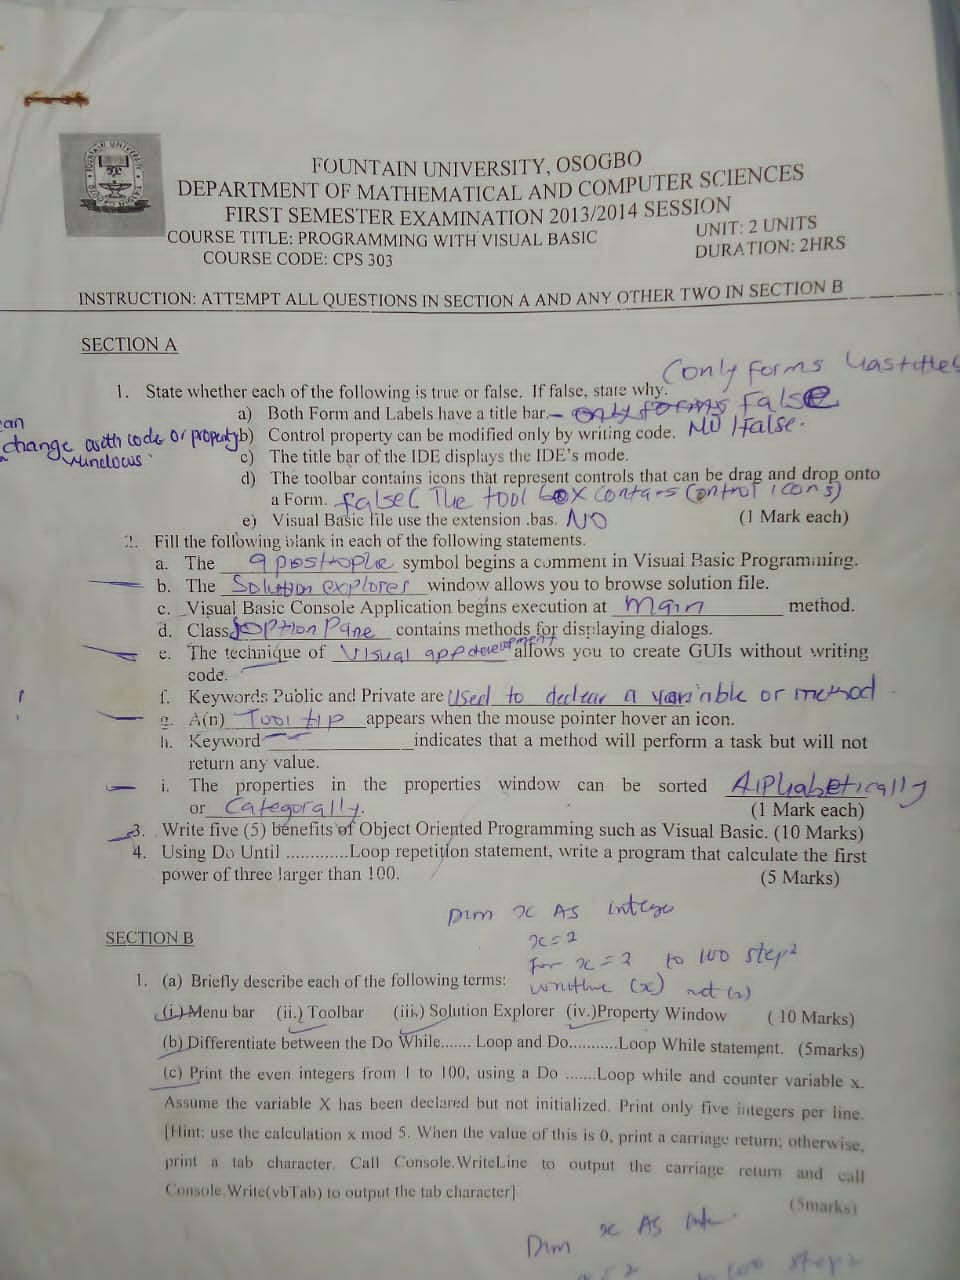 FOUNTAIN UNIVERSITY, OSOGBO
DEPARTMENT OF MATHEMATICAL AND COMPUTER SCIENCES
FIRST SEMESTER EXAMINATION 2013/2014 SESSION
COURSE TITLE: PROGRAMMING WITH VISUAL BASIC UNIT: 2 UNITS
COURSE CODE: CPS 303 DURATION: 2HRS
INSTRUCTION: ATTEMPT ALL QUESTIONS IN SECTION A AND ANY OTHER TWO IN SECTION B
SECTION A
(only forms
1. State whether each of the following is true or false. If false, state why.
a) Both Form and Labels have a title bar. only forms False
can
change with code or property b) Control property can be modified only by writing code. False.
c) The title bar of the IDE displays the IDE's mode.
d) The toolbar contains icons that represent controls that can be drag and drop onto
a Form. false( The tool box Control icons)
e) Visual Basic file use the extension .bas. NO (1 Mark each)
2. Fill the following blank in each of the following statements.
a. The symbol begins a comment in Visual Basic Programming.
b. The Solution explorer window allows you to browse solution file.
c. Visual Basic Console Application begins execution at main method.
d. Class JOption Pane contains methods for displaying dialogs.
e. The technique of Visual app allows you to create GUIs without writing
code.
f. Keywords Public and Private are Used to declear a variable or method
g. A(n) Tool tip appears when the mouse pointer hover an icon.
h. Keyword indicates that a method will perform a task but will not
return any value.
i. The properties in the properties window can be sorted Alphabetically
or Categorally. (1 Mark each)
3. Write five (5) benefits of Object Oriented Programming such as Visual Basic. (10 Marks)
4. Using Do Until .............Loop repetition statement, write a program that calculate the first
power of three larger than 100. (5 Marks)
Dim x As
SECTION B
x=2
for x = 2 to 100 step2
1. (a) Briefly describe each of the following terms: (x)
(i.) Menu bar (ii.) Toolbar (iii.) Solution Explorer (iv.)Property Window ( 10 Marks)
(b) Differentiate between the Do While....... Loop and Do...........Loop While statement. (5marks)
(c) Print the even integers from 1 to 100, using a Do .......Loop while and counter variable x.
Assume the variable X has been declared but not initialized. Print only five integers per line.
[Hint: use the calculation x mod 5. When the value of this is 0, print a carriage return; otherwise,
print a tab character. Call Console.WriteLine to output the carriage return and call
Console.Write(vbTab) to output the tab character]
(5marks)
Dim x As
to 100 step2